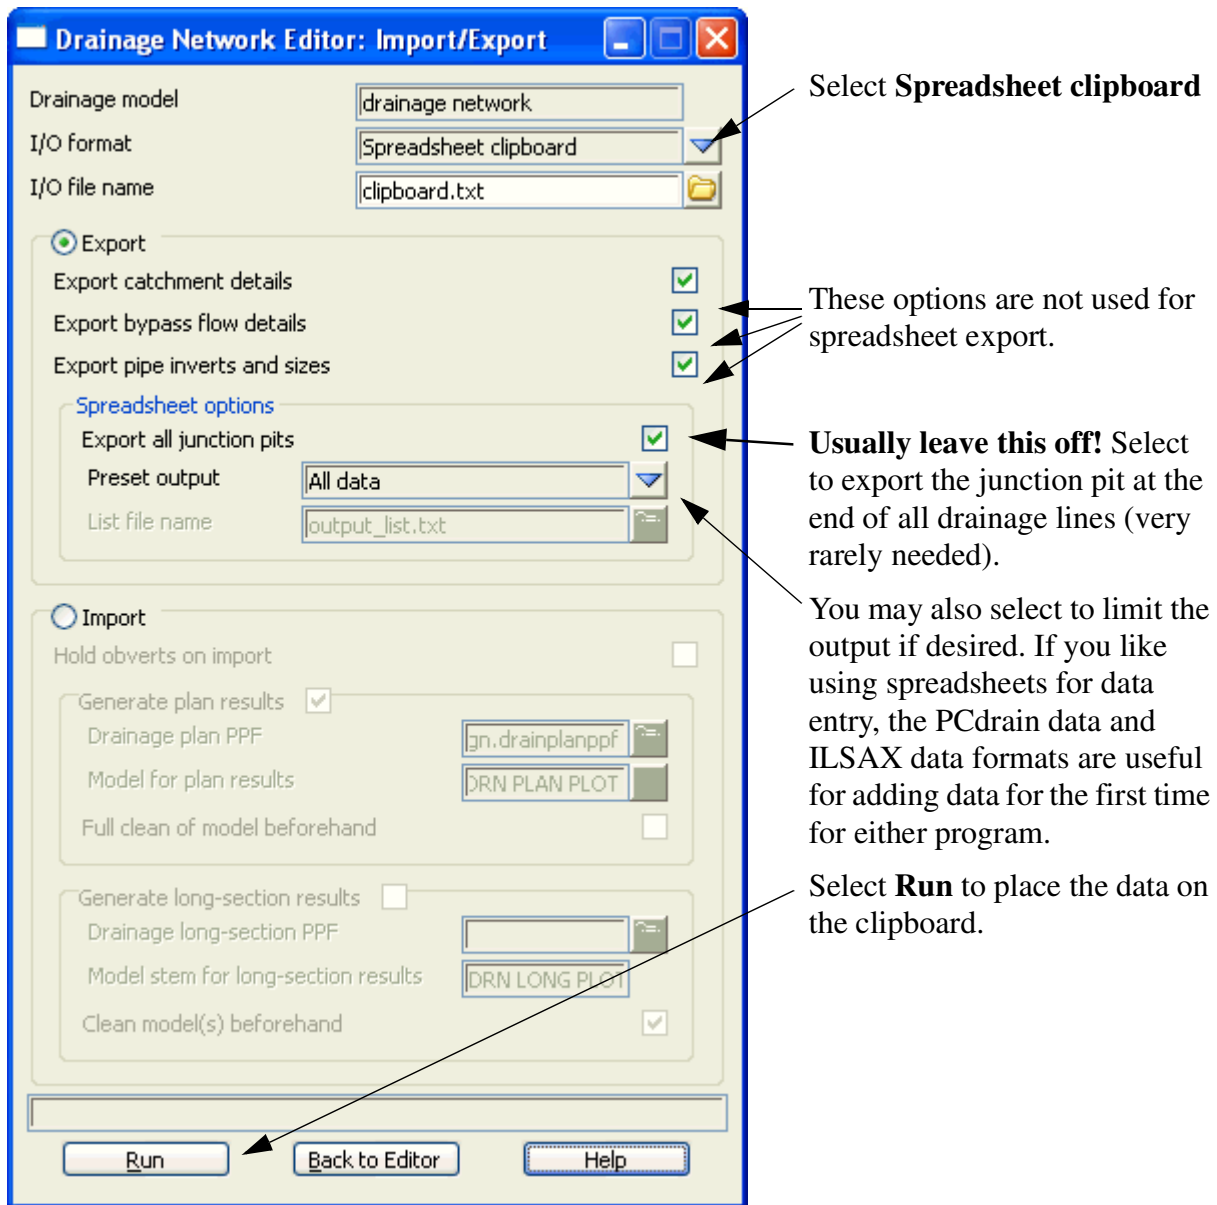 Drainage Network Editor: Import/Export
Drainage model
drainage network
I/O format
Spreadsheet clipboard
I/O file name
clipboard.txt
Export
Export catchment details
Export bypass flow details
Export pipe inverts and sizes
Spreadsheet options
Export all junction pits
Preset output
All data
List file name
output_list.txt
Import
Hold obverts on import
Generate plan results
Drainage plan PPF
gn.drainplanppf
Model for plan results
DRN PLAN PLOT
Full clean of model beforehand
Generate long-section results
Drainage long-section PPF
Model stem for long-section results
DRN LONG PLOT
Clean model(s) beforehand
Run
Back to Editor
Help
Select Spreadsheet clipboard
These options are not used for
spreadsheet export.
Usually leave this off! Select
to export the junction pit at the
end of all drainage lines (very
rarely needed).
You may also select to limit the
output if desired. If you like
using spreadsheets for data
entry, the PCdrain data and
ILSAX data formats are useful
for adding data for the first time
for either program.
Select Run to place the data on
the clipboard.